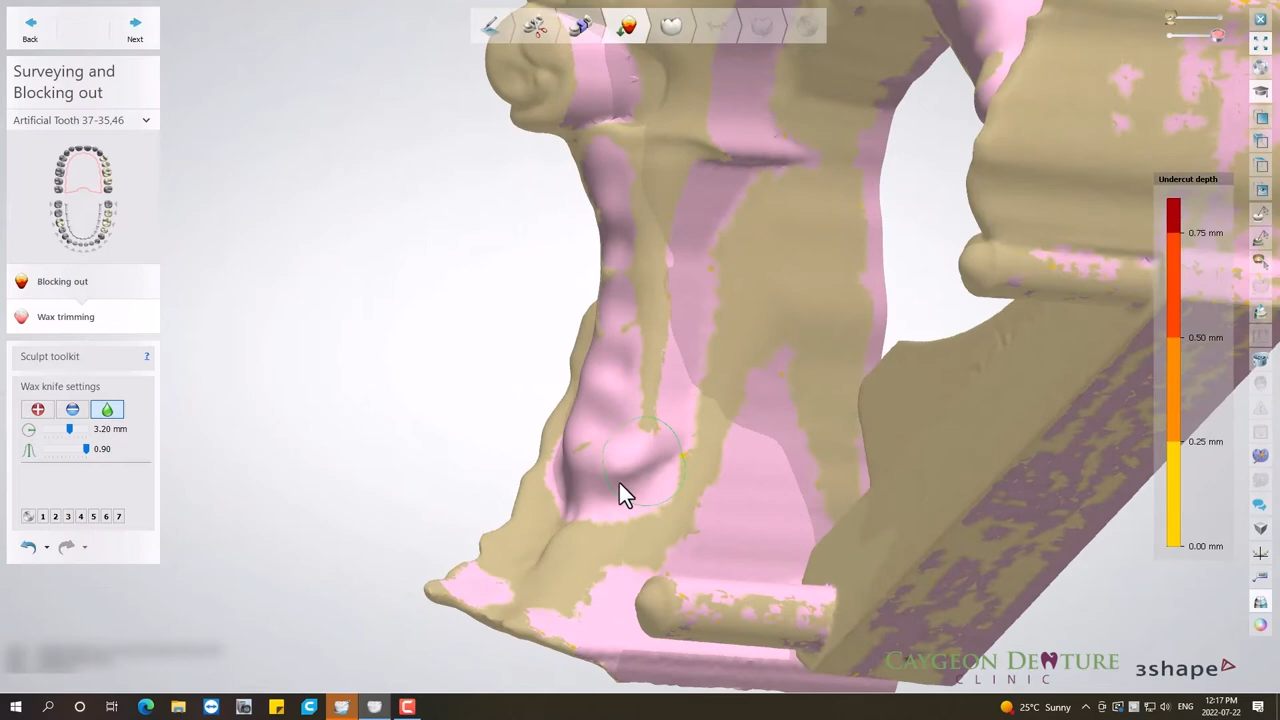 Back
Next
Surveying and
Blocking out
Artificial Tooth 37-35,46
Blocking out
Wax trimming
Sculpt toolkit
?
Wax knife settings
3.20 mm
0.90
1 2 3 4 5 6 7
Undercut depth
0.75 mm
0.50 mm
0.25 mm
0.00 mm
CAYGEON DENTURE
CLINIC
3shape
25°C Sunny
ENG
12:17 PM
2022-07-22